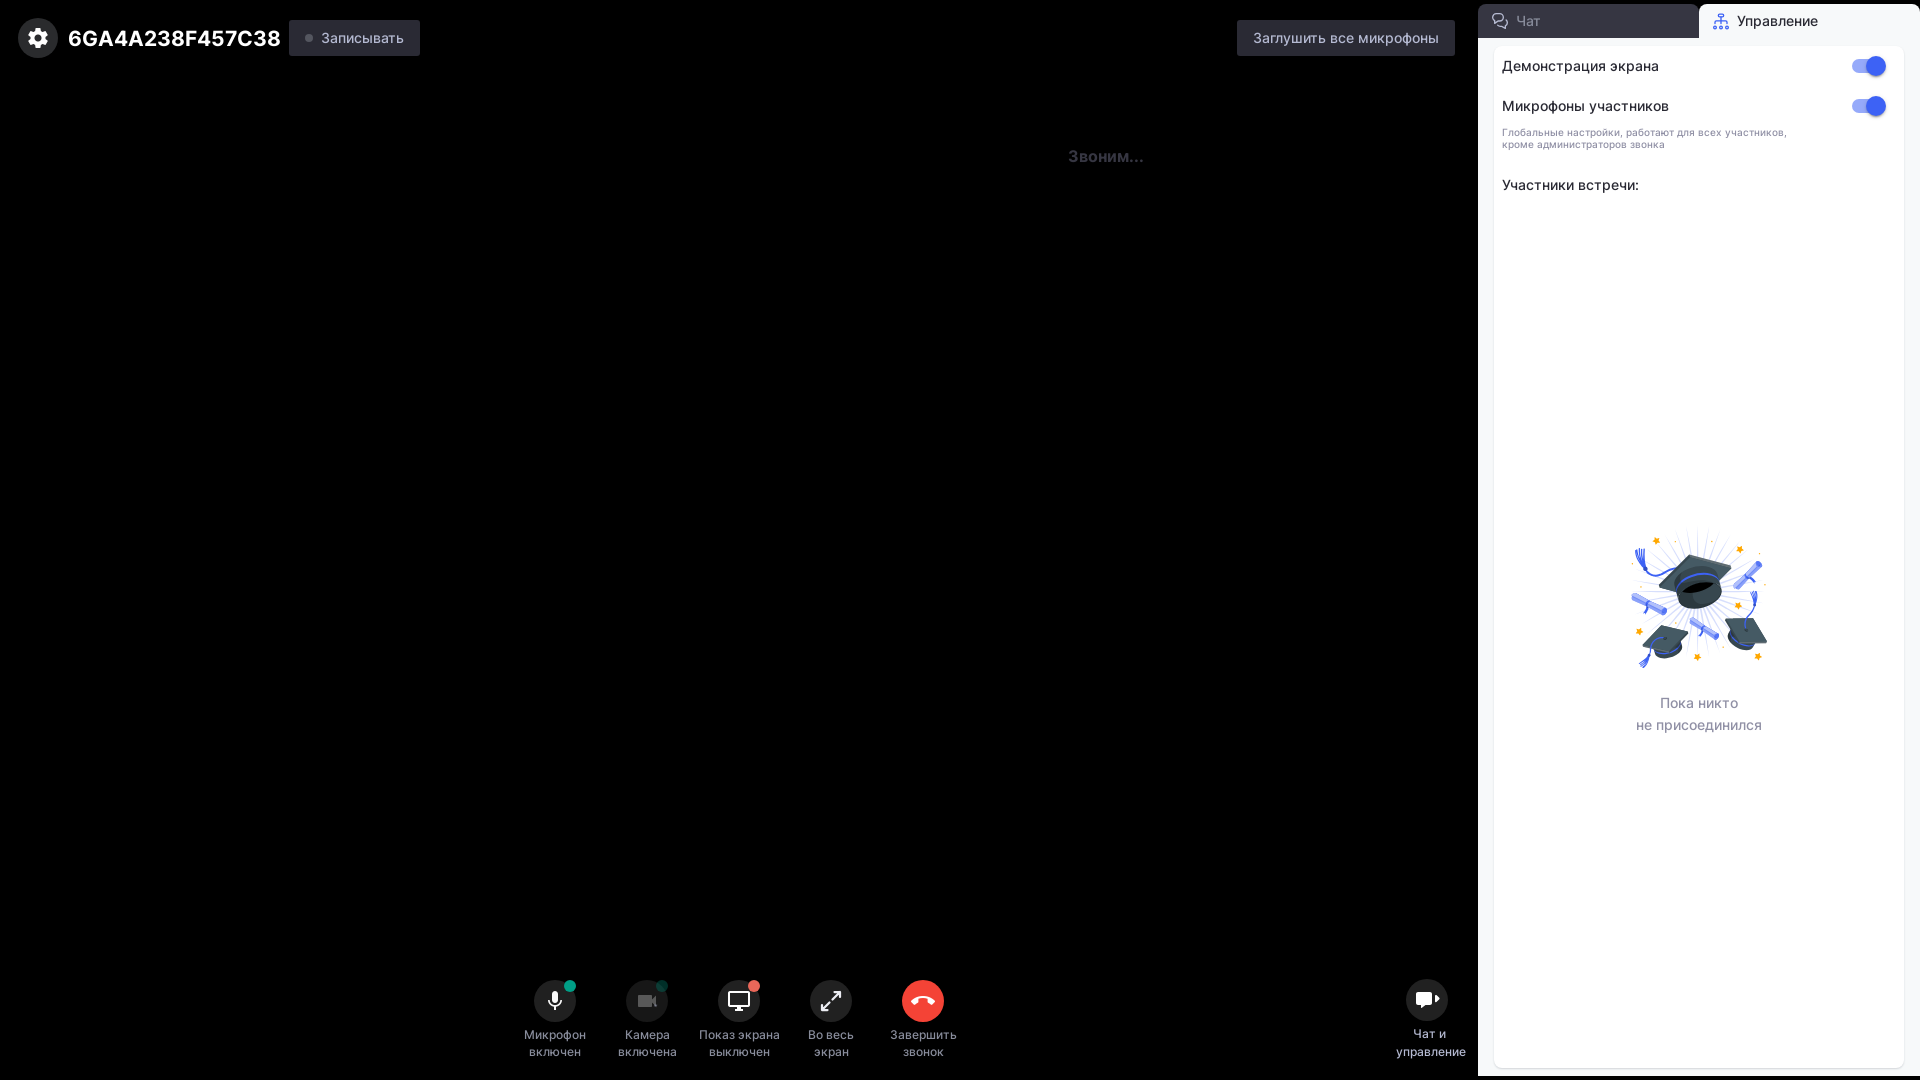 6GA4A238F457C38
Записывать
Заглушить все микрофоны
Чат
Управление
Звоним...
Демонстрация экрана
Микрофоны участников
Глобальные настройки, работают для всех участников,
кроме администраторов звонка
Участники встречи:
Пока никто
не присоединился
Микрофон
включен
Камера
включена
Показ экрана
выключен
Во весь
экран
Завершить
звонок
Чат и
управление